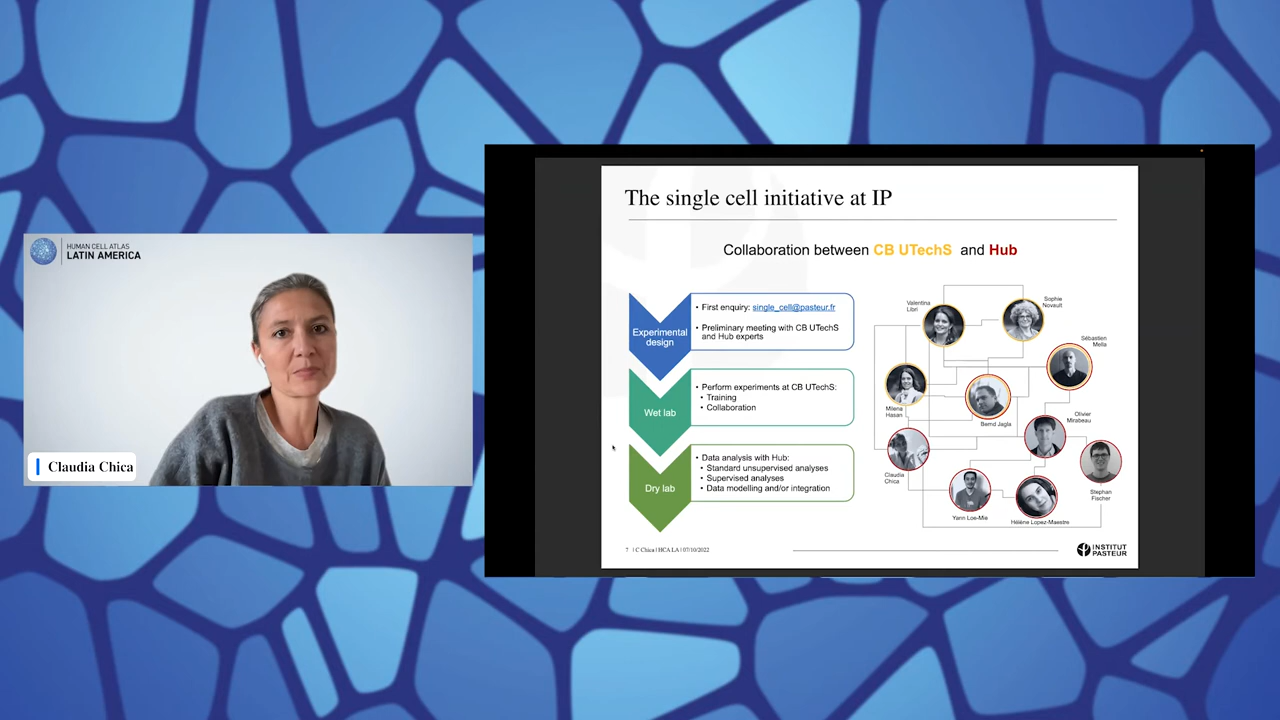 HUMAN CELL ATLAS
LATIN AMERICA
Claudia Chica
The single cell initiative at IP
Collaboration between CB UTechS and Hub
Experimental
design
• First enquiry: single_cell@pasteur.fr
• Preliminary meeting with CB UTechS
and Hub experts
Wet lab
• Perform experiments at CB UTechS:
• Training
• Collaboration
Dry lab
• Data analysis with Hub:
• Standard unsupervised analyses
• Supervised analyses
• Data modelling and/or integration
Valentina
Libri
Sophie
Novault
Sébastien
Mella
Milena
Hasan
Bernd Jagla
Olivier
Mirabeau
Claudia
Chica
Yann Loe-Mie
Hélène Lopez-Maestre
Stephan
Fischer
7 | C Chica | HCA LA | 07/10/2022
INSTITUT
PASTEUR